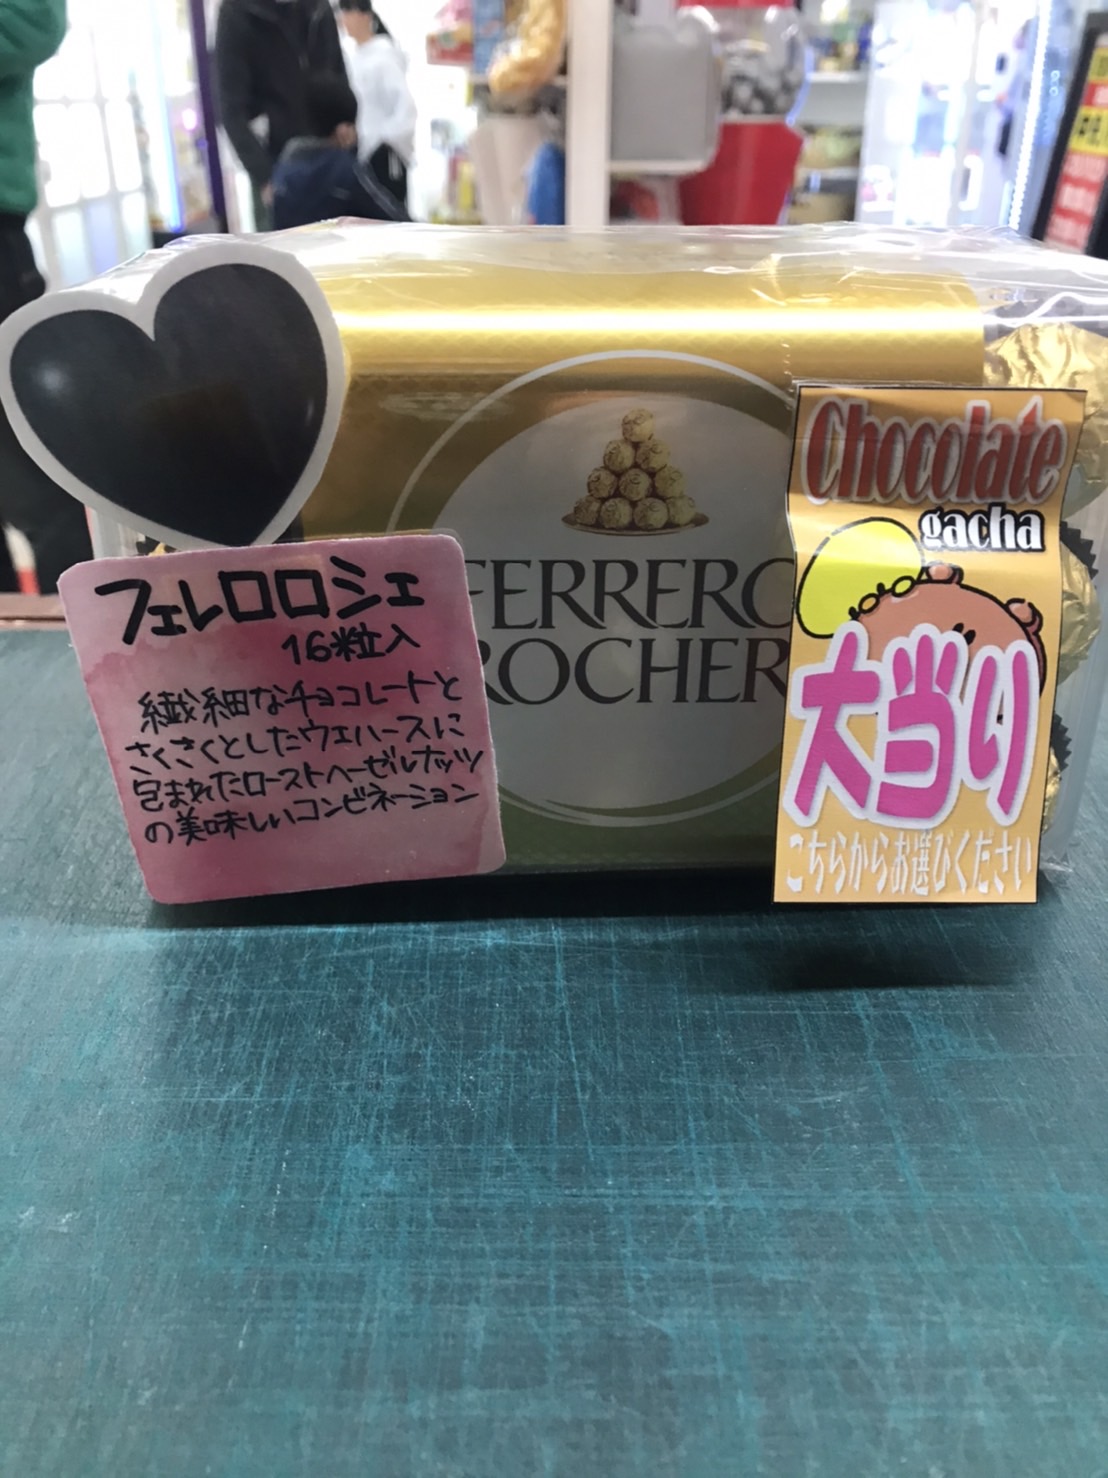 フェレロロシェ
16粒入
繊細なチョコレートと
さくさくとしたウエハースに
包まれたローストヘーゼルナッツ
の美味しいコンビネーション
FERRERO
ROCHER
Chocolate
gacha
大当り
こちらからお選びください